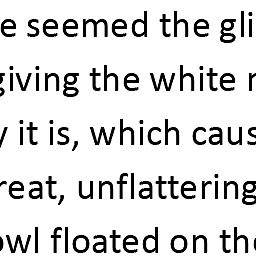 e seemed the gli
giving the white
y it is, which caus
reat, unflattering
owl floated on the